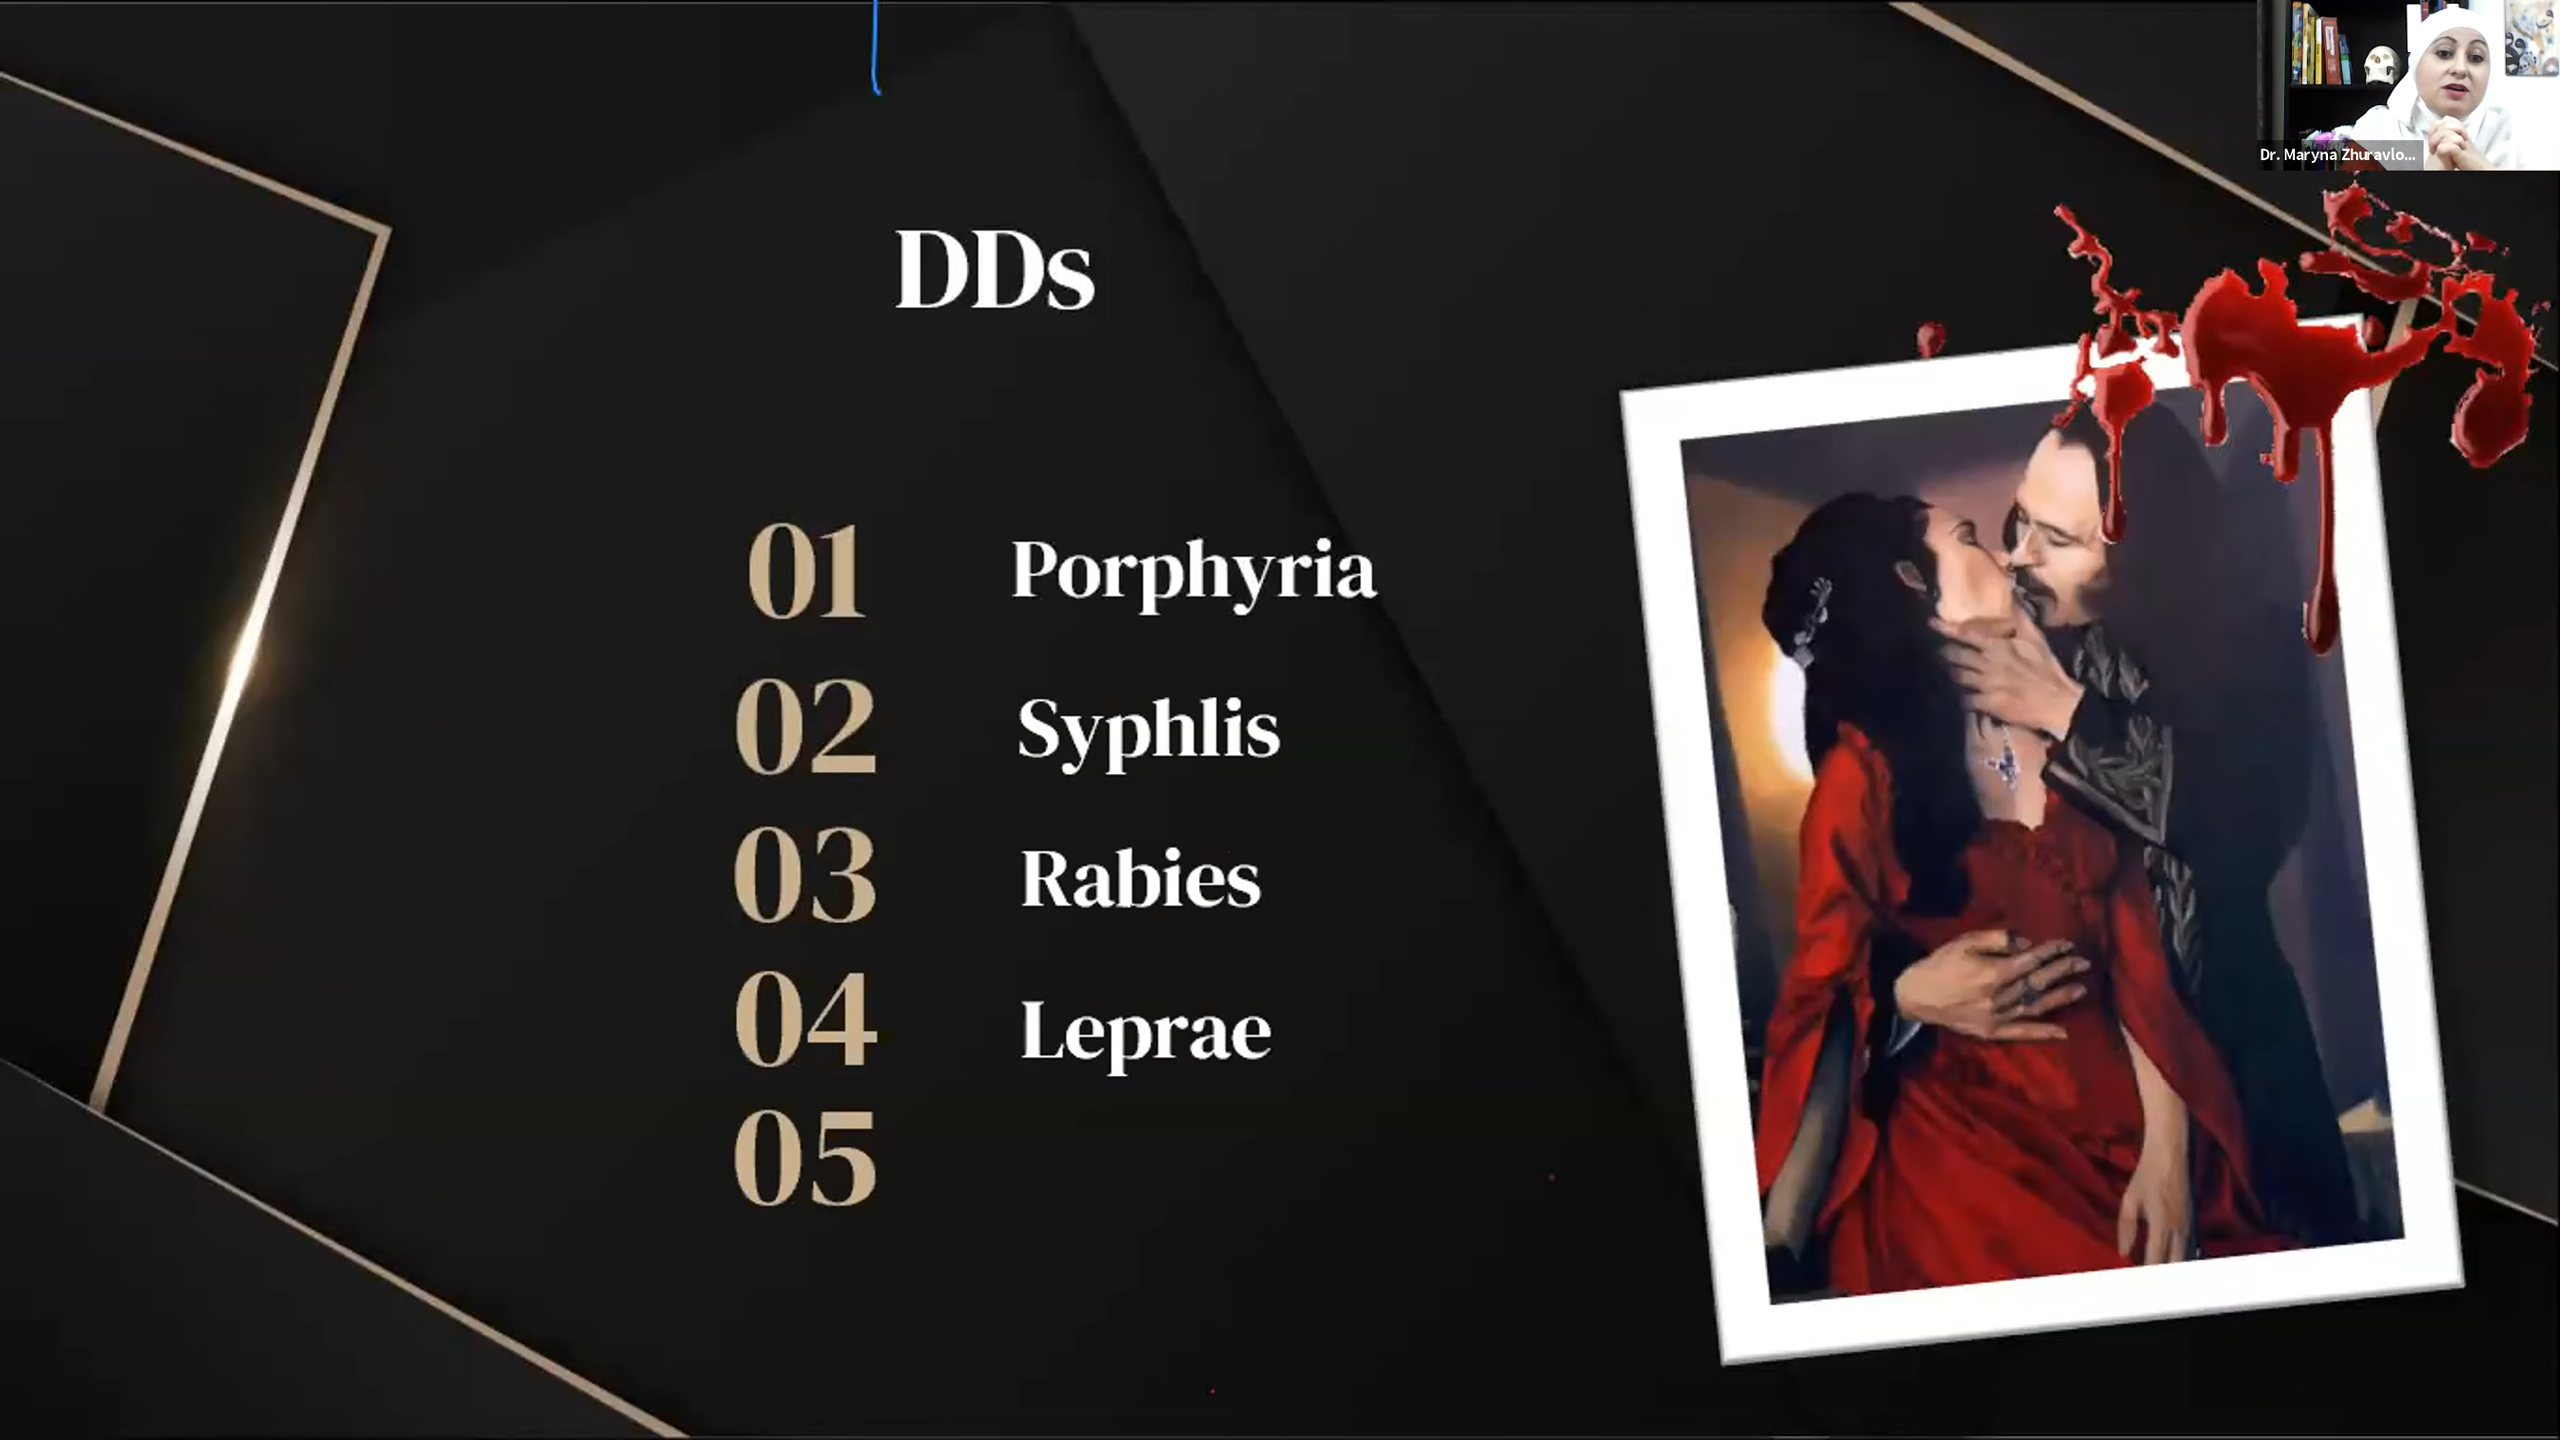 Dr. Maryna Zhuravlo...
DDs
01 Porphyria
02 Syphlis
03 Rabies
04 Leprae
05